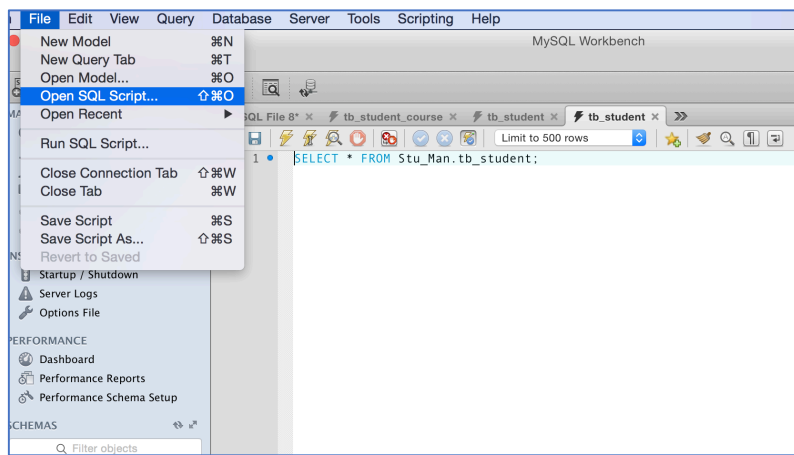 File Edit View Query Database Server Tools Scripting Help
MySQL Workbench
New Model ⌘N
New Query Tab ⌘T
Open Model... ⌘O
Open SQL Script... ⇧⌘O
Open Recent ▶
Run SQL Script...
Close Connection Tab ⇧⌘W
Close Tab ⌘W
Save Script ⌘S
Save Script As... ⇧⌘S
Revert to Saved
SQL File 8* × tb_student_course × tb_student × tb_student ×
Limit to 500 rows
1 SELECT * FROM Stu_Man.tb_student;
Startup / Shutdown
Server Logs
Options File
PERFORMANCE
Dashboard
Performance Reports
Performance Schema Setup
SCHEMAS
Filter objects